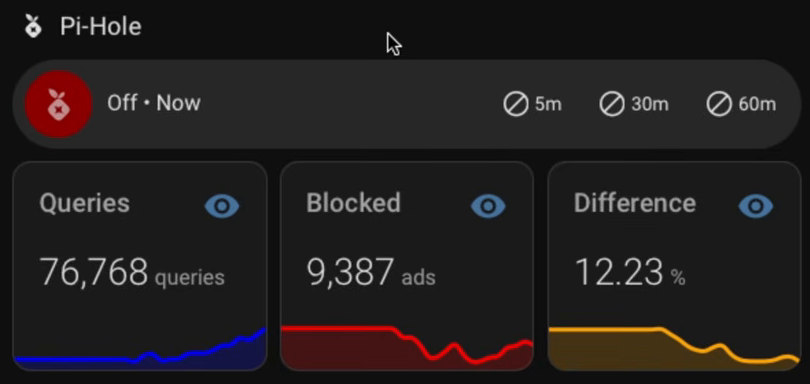 Pi-Hole
Off • Now 5m 30m 60m
Queries Blocked Difference
76,768 queries 9,387 ads 12.23 %